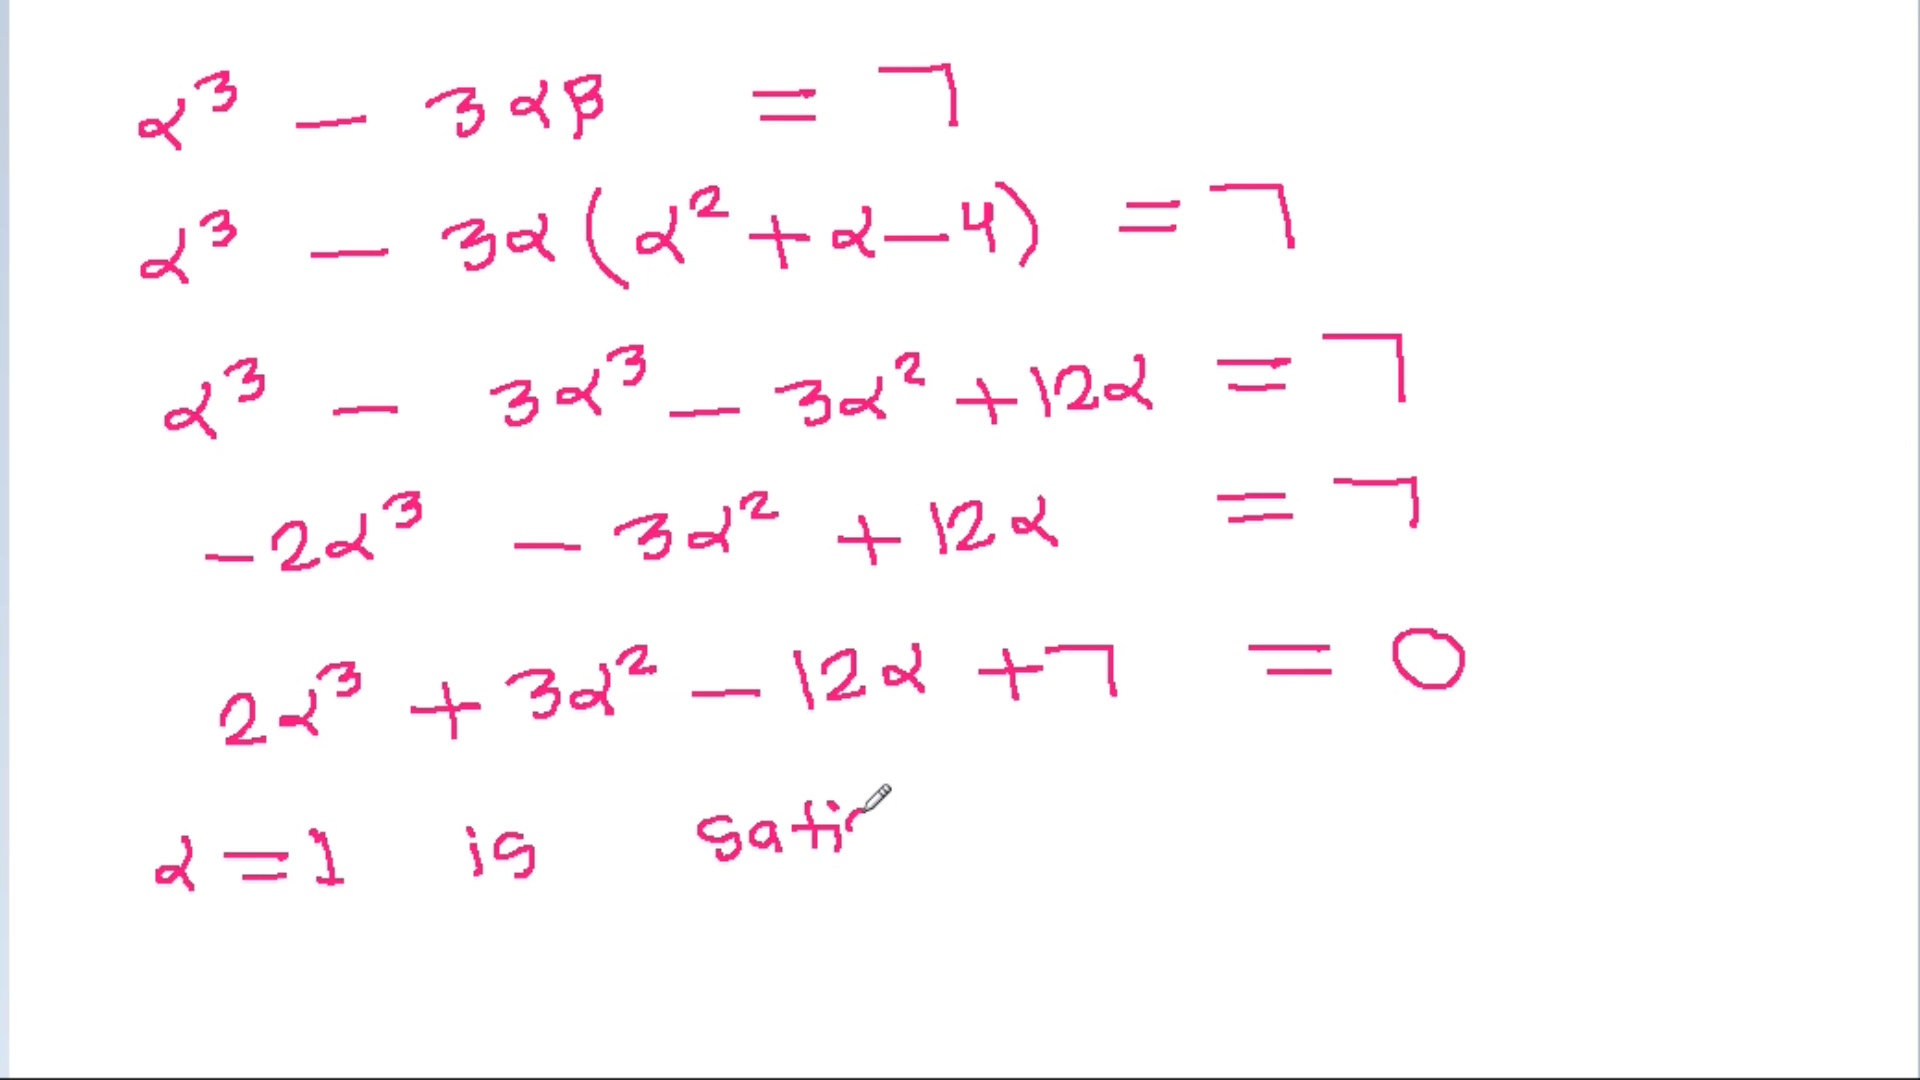 α³ − 3αβ = 7
α³ − 3α(α² + α − 4) = 7
α³ − 3α³ − 3α² + 12α = 7
−2α³ − 3α² + 12α = 7
2α³ + 3α² − 12α + 7 = 0
α = 1 is sati